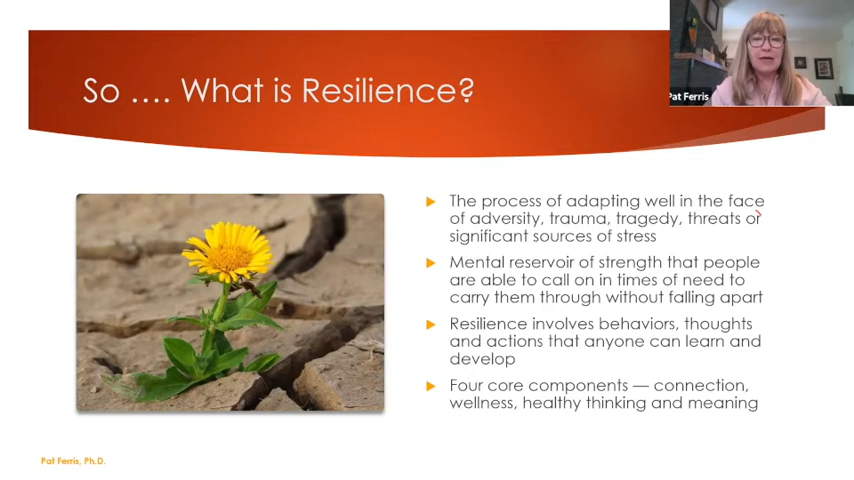 So .... What is Resilience?
Pat Ferris
The process of adapting well in the face
of adversity, trauma, tragedy, threats or
significant sources of stress
Mental reservoir of strength that people
are able to call on in times of need to
carry them through without falling apart
Resilience involves behaviors, thoughts
and actions that anyone can learn and
develop
Four core components — connection,
wellness, healthy thinking and meaning
Pat Ferris, Ph.D.